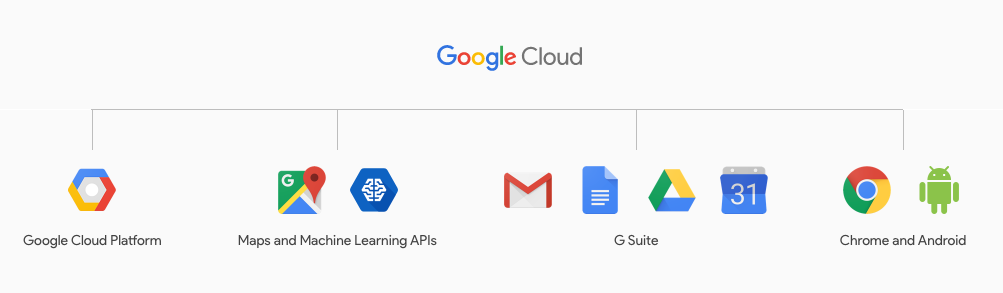 Google Cloud
G
31
Google Cloud Platform
Maps and Machine Learning APIs
G Suite
Chrome and Android